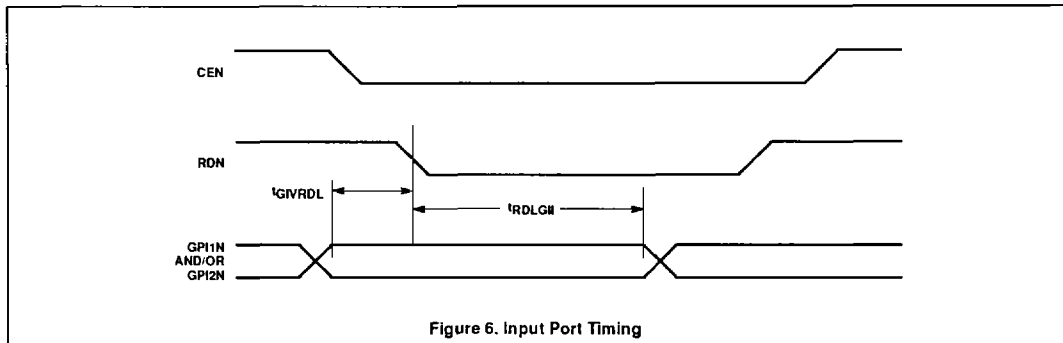 CEN
RDN
tGIVRDL
tRDLGII
GPI1N
AND/OR
GPI2N
Figure 6. Input Port Timing